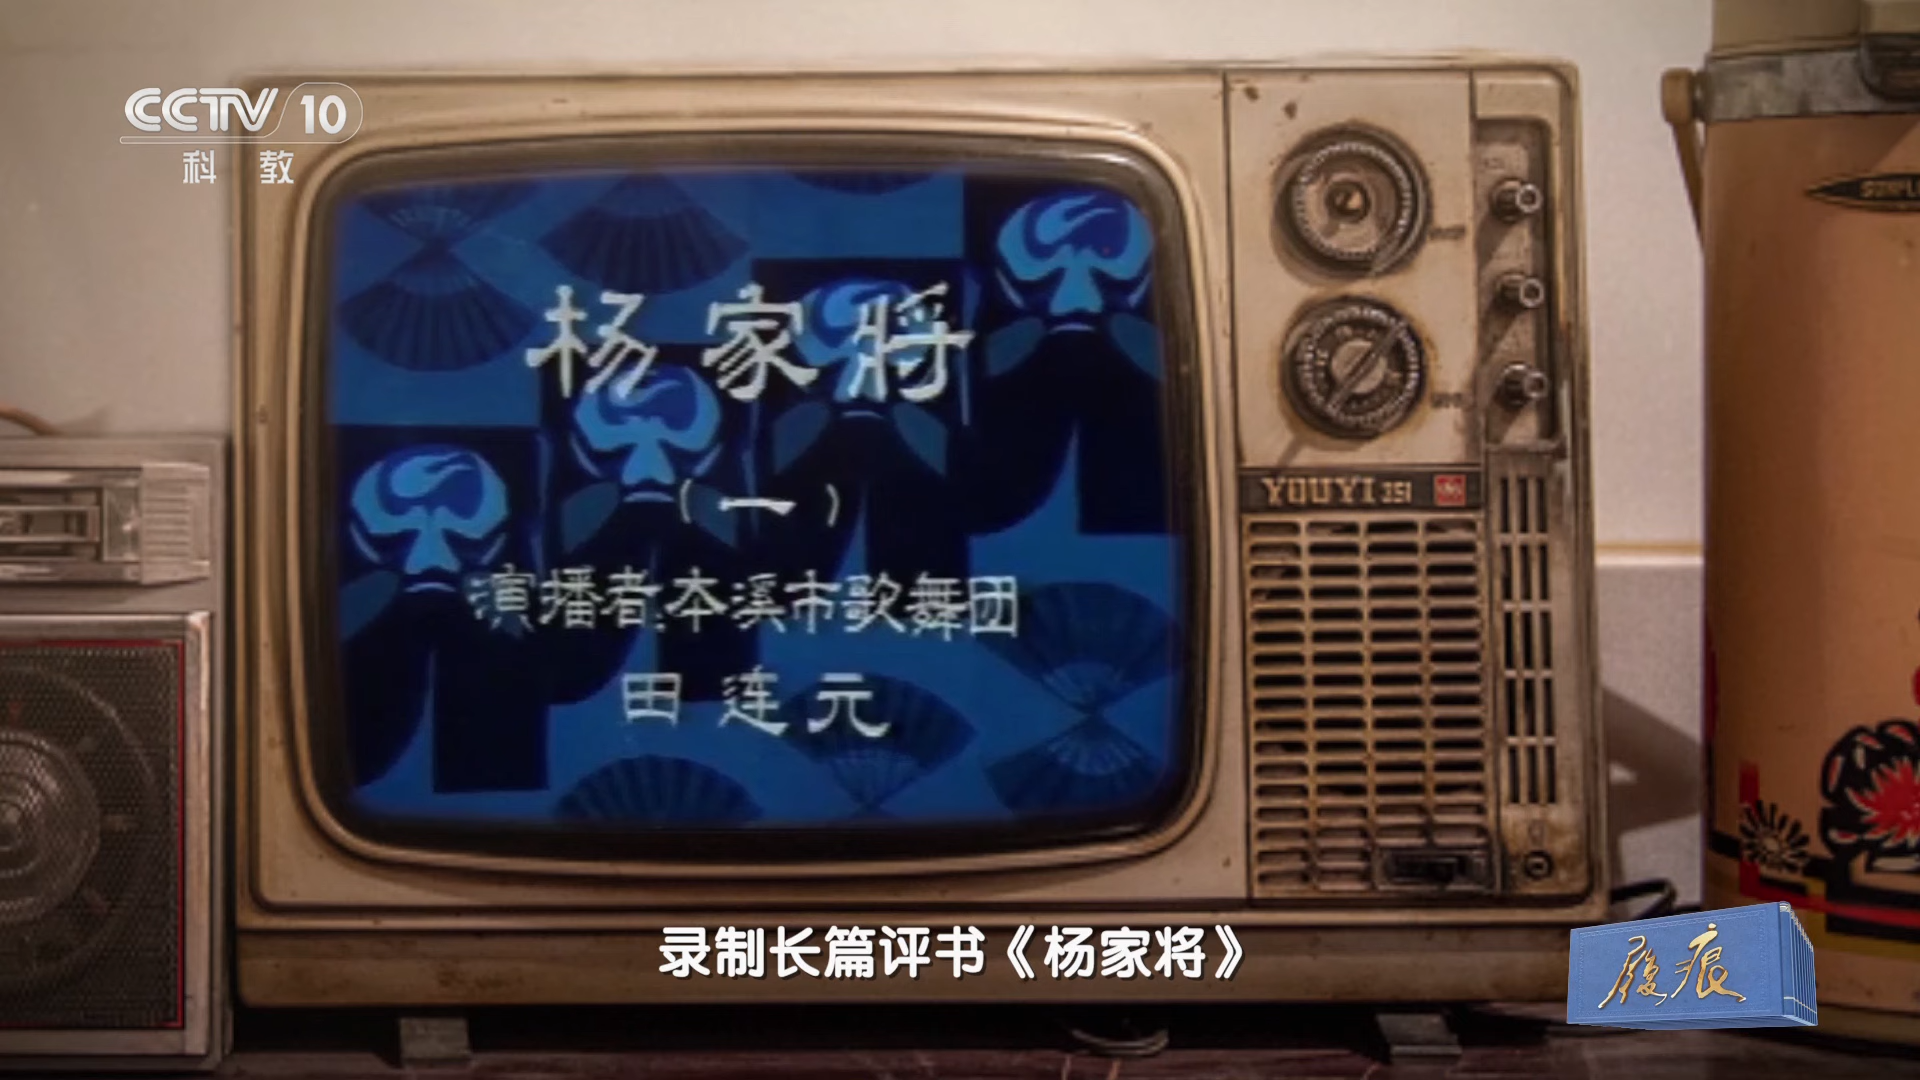 CCTV 10
科教
杨家将
（一）
演播者:本溪市歌舞团
田连元
YOUYI 351
录制长篇评书《杨家将》
履痕